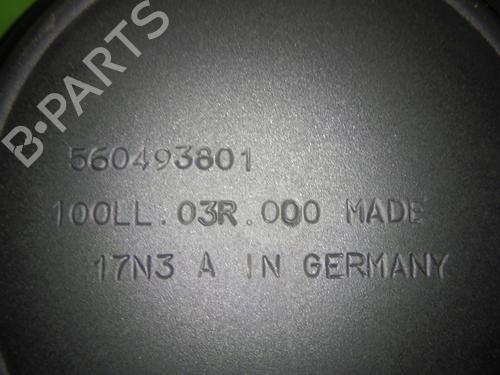 B-PARTS
560493801
100LL.03R.000 MADE
17N3 A IN GERMANY